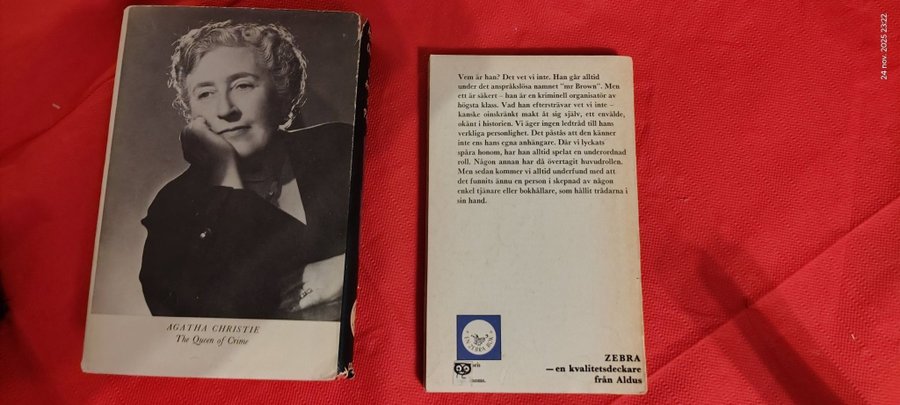 AGATHA CHRISTIE
The Queen of Crime
Vem är han? Det vet vi inte. Han går alltid
under det anspråkslösa namnet "mr Brown". Men
ett är säkert – han är en kriminell organisatör av
högsta klass. Vad han eftersträvar vet vi inte –
kanske oinskränkt makt åt sig själv, ett envälde,
okänt i historien. Vi äger ingen ledtråd till hans
verkliga personlighet. Det påstås att den känner
inte ens hans egna anhängare. Där vi lyckats
spåra honom, har han alltid spelat en underordnad
roll. Någon annan har då övertagit huvudrollen.
Men sedan kommer vi alltid underfund med att
det funnits ännu en person i skepnad av någon
enkel tjänare eller bokhållare, som hållit trådarna i
sin hand.
EN ZEBRA BOK
ZEBRA
—en kvalitetsdeckare
från Aldus
24 nov. 2025 23:22